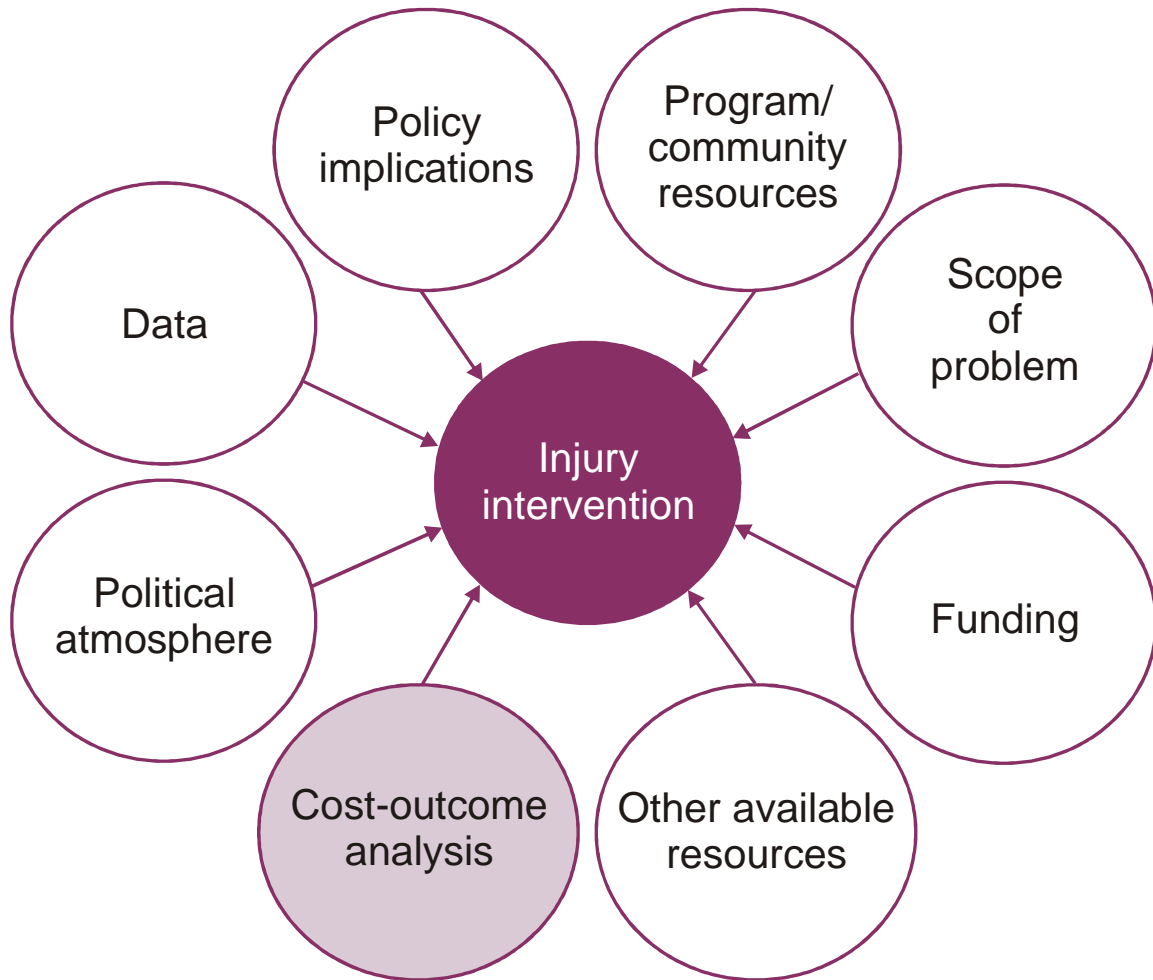 Policy
implications
Program/
community
resources
Data
Scope
of
problem
Injury
intervention
Political
atmosphere
Funding
Cost-outcome
analysis
Other available
resources